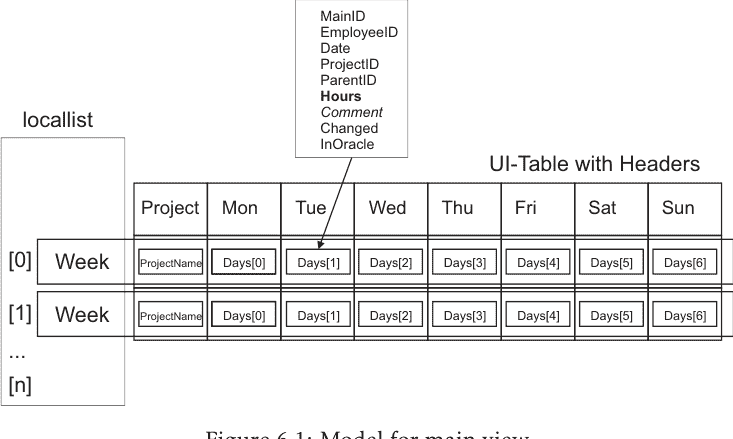 MainID
EmployeeID
Date
ProjectID
ParentID
Hours
Comment
Changed
InOracle
locallist
UI-Table with Headers
Project Mon Tue Wed Thu Fri Sat Sun
[0] Week ProjectName Days[0] Days[1] Days[2] Days[3] Days[4] Days[5] Days[6]
[1] Week ProjectName Days[0] Days[1] Days[2] Days[3] Days[4] Days[5] Days[6]
...
[n]
Figure 6.1: Model for main view